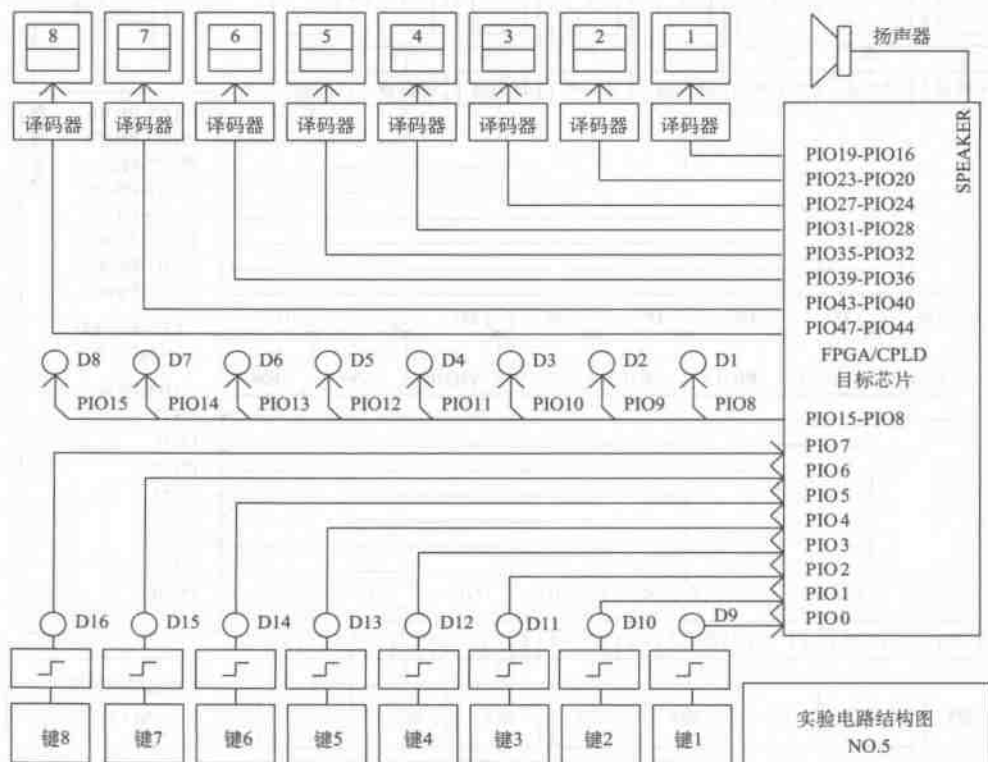 8 7 6 5 4 3 2 1
扬声器
译码器 译码器 译码器 译码器 译码器 译码器 译码器 译码器
SPEAKER
PIO19-PIO16
PIO23-PIO20
PIO27-PIO24
PIO31-PIO28
PIO35-PIO32
PIO39-PIO36
PIO43-PIO40
PIO47-PIO44
FPGA/CPLD
目标芯片
D8 D7 D6 D5 D4 D3 D2 D1
PIO15 PIO14 PIO13 PIO12 PIO11 PIO10 PIO9 PIO8
PIO15-PIO8
PIO7
PIO6
PIO5
PIO4
PIO3
PIO2
PIO1
PIO0
D16 D15 D14 D13 D12 D11 D10 D9
键8 键7 键6 键5 键4 键3 键2 键1
实验电路结构图
NO.5